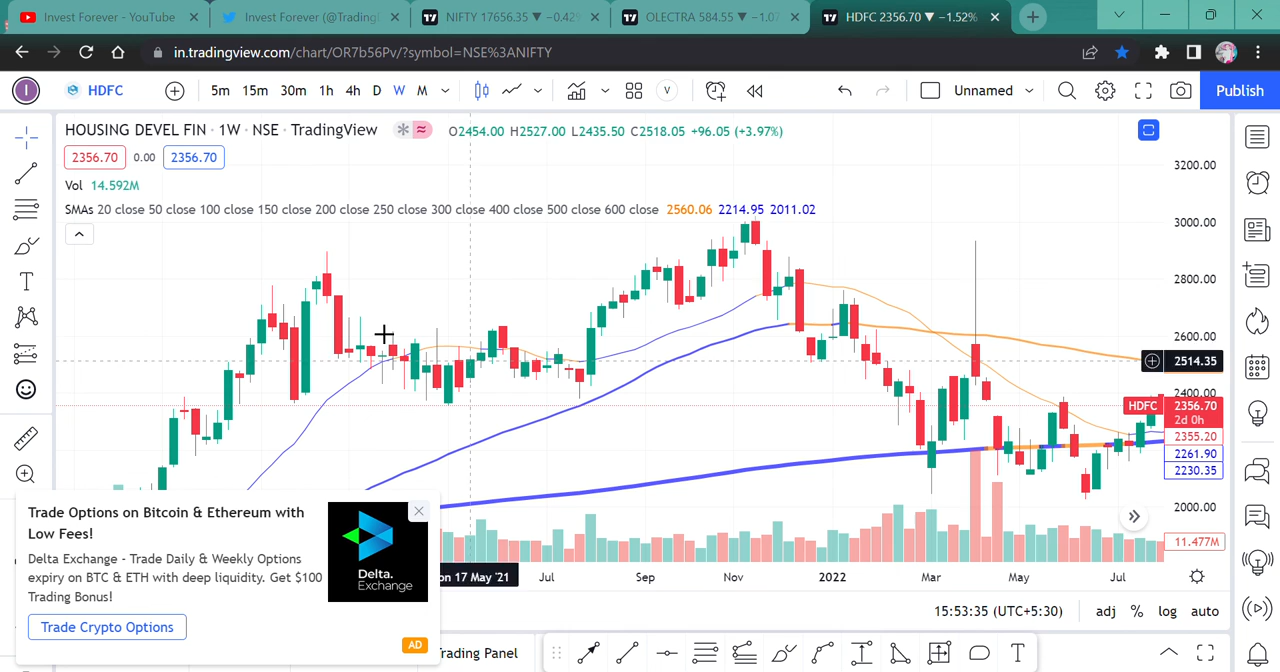 Invest Forever - YouTube
Invest Forever (@Trading
NIFTY 17656.35 ▼ −0.42%
OLECTRA 584.55 ▼ −1.07
HDFC 2356.70 ▼ −1.52%
in.tradingview.com/chart/OR7b56Pv/?symbol=NSE%3ANIFTY
I
HDFC
5m 15m 30m 1h 4h D W M
V
Unnamed
Publish
HOUSING DEVEL FIN · 1W · NSE · TradingView
O2454.00 H2527.00 L2435.50 C2518.05 +96.05 (+3.97%)
2356.70 0.00 2356.70
Vol 14.592M
SMAs 20 close 50 close 100 close 150 close 200 close 250 close 300 close 400 close 500 close 600 close 2560.06 2214.95 2011.02
3200.00
3000.00
2800.00
2600.00
2514.35
2400.00
HDFC 2356.70
2d 0h
2355.20
2261.90
2230.35
2000.00
11.477M
Trade Options on Bitcoin & Ethereum with
Low Fees!
Delta Exchange - Trade Daily & Weekly Options
expiry on BTC & ETH with deep liquidity. Get $100
Trading Bonus!
Trade Crypto Options
Delta.
Exchange
AD
on 17 May '21 Jul Sep Nov 2022 Mar May Jul
15:53:35 (UTC+5:30) adj % log auto
rading Panel